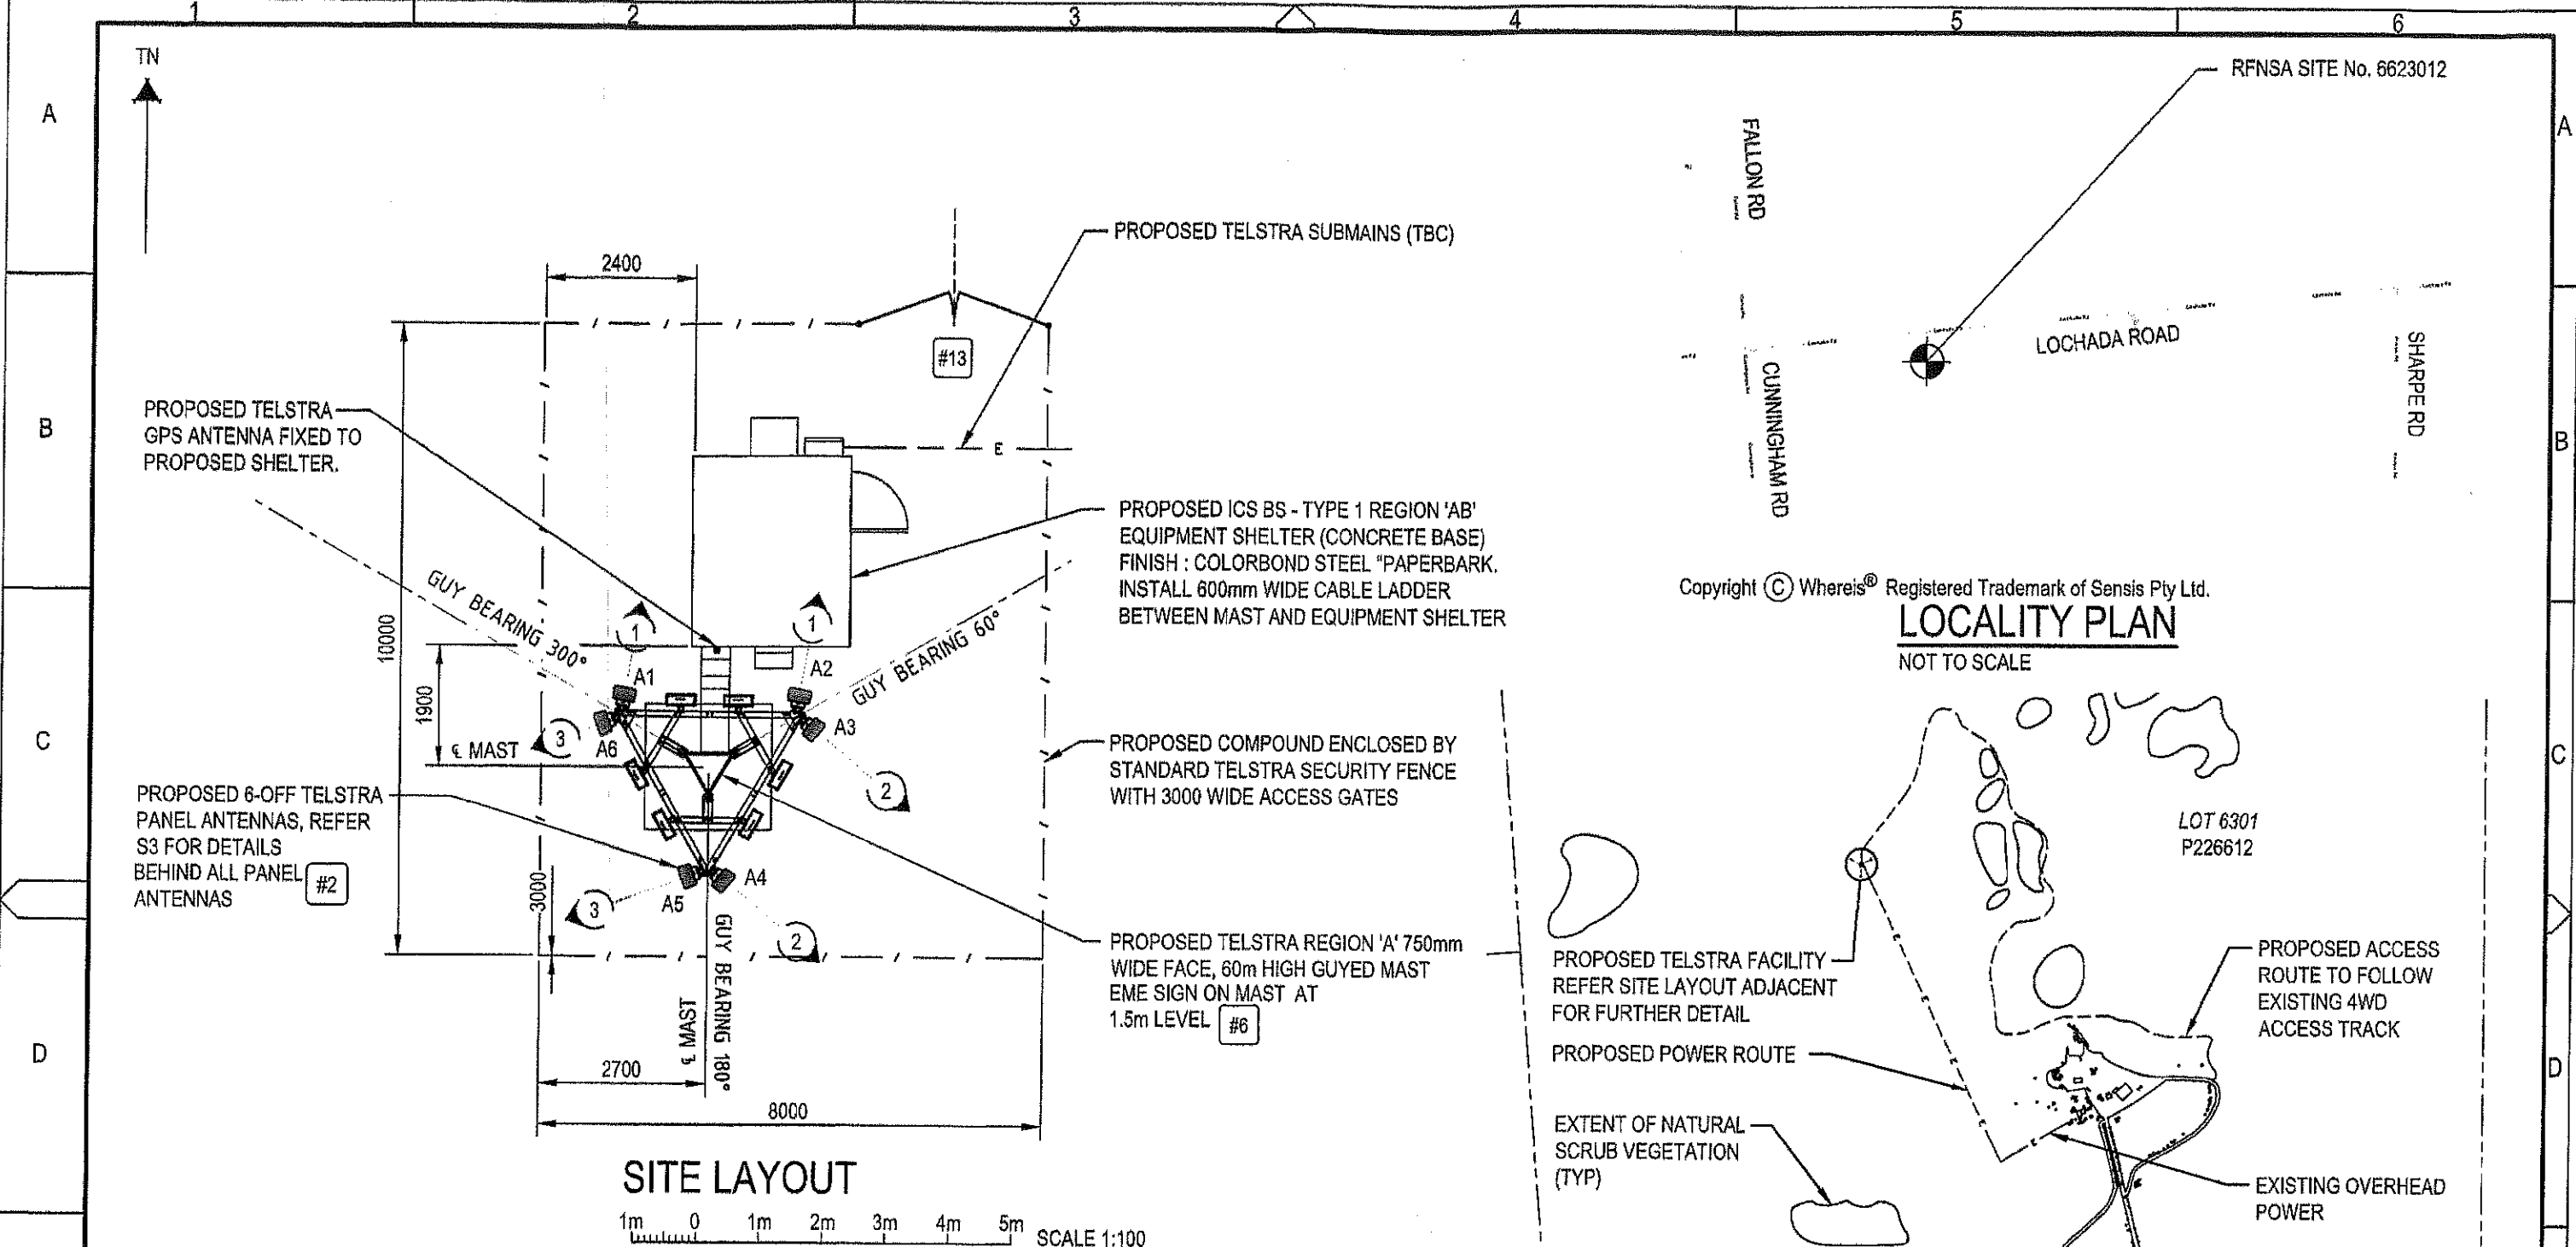 1
2
3
4
5
6
A
B
C
D
A
B
C
D
TN
RFNSA SITE No. 6623012
FALLON RD
LOCHADA ROAD
CUNNINGHAM RD
SHARPE RD
Copyright Ⓒ Whereis® Registered Trademark of Sensis Pty Ltd.
LOCALITY PLAN
NOT TO SCALE
2400
PROPOSED TELSTRA SUBMAINS (TBC)
#13
E
PROPOSED TELSTRA
GPS ANTENNA FIXED TO
PROPOSED SHELTER.
PROPOSED ICS BS - TYPE 1 REGION 'AB'
EQUIPMENT SHELTER (CONCRETE BASE)
FINISH : COLORBOND STEEL "PAPERBARK.
INSTALL 600mm WIDE CABLE LADDER
BETWEEN MAST AND EQUIPMENT SHELTER
GUY BEARING 300°
GUY BEARING 60°
10000
1900
1
1
A1
A2
A3
A6
3
2
℄ MAST
PROPOSED COMPOUND ENCLOSED BY
STANDARD TELSTRA SECURITY FENCE
WITH 3000 WIDE ACCESS GATES
PROPOSED 6-OFF TELSTRA
PANEL ANTENNAS, REFER
S3 FOR DETAILS
BEHIND ALL PANEL
ANTENNAS
#2
3000
A4
A5
3
2
GUY BEARING 180°
℄ MAST
PROPOSED TELSTRA REGION 'A' 750mm
WIDE FACE, 60m HIGH GUYED MAST
EME SIGN ON MAST AT
1.5m LEVEL
#6
2700
8000
SITE LAYOUT
1m 0 1m 2m 3m 4m 5m
SCALE 1:100
LOT 6301
P226612
PROPOSED TELSTRA FACILITY
REFER SITE LAYOUT ADJACENT
FOR FURTHER DETAIL
PROPOSED POWER ROUTE
EXTENT OF NATURAL
SCRUB VEGETATION
(TYP)
PROPOSED ACCESS
ROUTE TO FOLLOW
EXISTING 4WD
ACCESS TRACK
EXISTING OVERHEAD
POWER